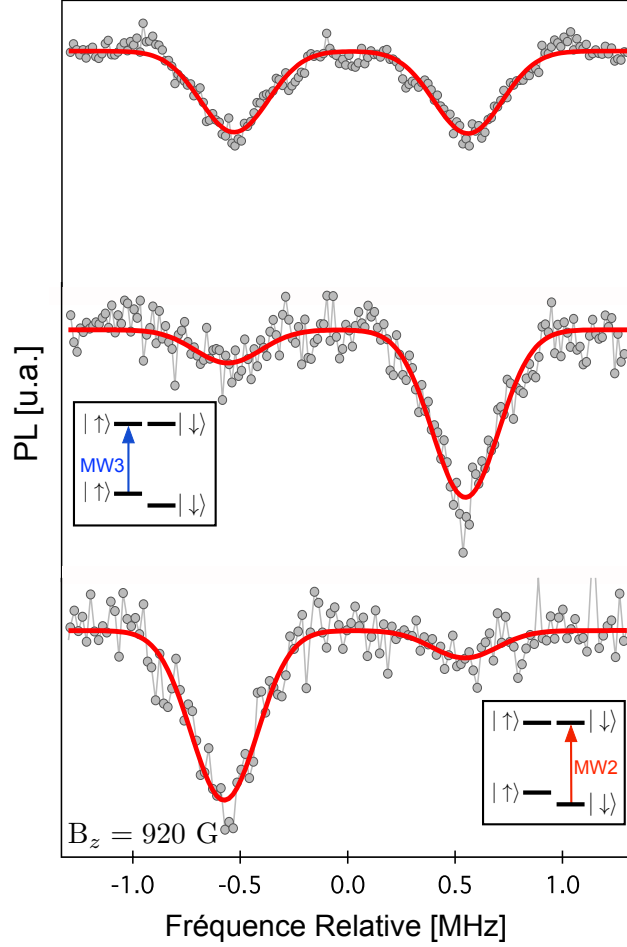 PL [u.a.]
|↑⟩ |↓⟩
MW3
|↑⟩ |↓⟩
|↑⟩ |↓⟩
MW2
|↑⟩ |↓⟩
B_z = 920 G
-1.0 -0.5 0.0 0.5 1.0
Fréquence Relative [MHz]